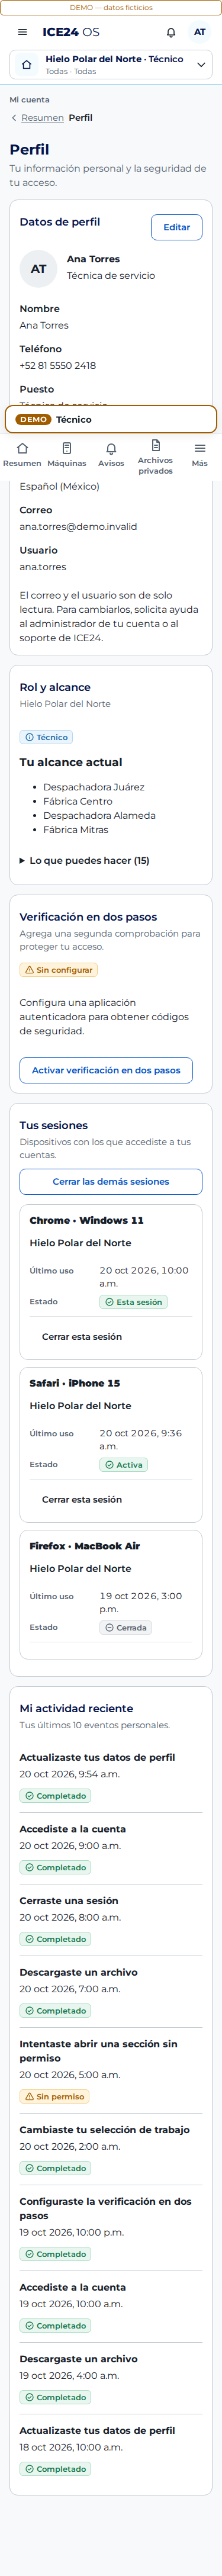 DEMO — datos ficticios
ICE24 OS
AT
Hielo Polar del Norte · Técnico
Todas · Todas
Mi cuenta
Resumen Perfil
Perfil
Tu información personal y la seguridad de
tu acceso.
Datos de perfil
Editar
AT
Ana Torres
Técnica de servicio
Nombre
Ana Torres
Teléfono
+52 81 5550 2418
Puesto
DEMO Técnico
Resumen
Máquinas
Avisos
Archivos
privados
Más
Español (México)
Correo
ana.torres@demo.invalid
Usuario
ana.torres
El correo y el usuario son de solo
lectura. Para cambiarlos, solicita ayuda
al administrador de tu cuenta o al
soporte de ICE24.
Rol y alcance
Hielo Polar del Norte
Técnico
Tu alcance actual
Despachadora Juárez
Fábrica Centro
Despachadora Alameda
Fábrica Mitras
Lo que puedes hacer (15)
Verificación en dos pasos
Agrega una segunda comprobación para
proteger tu acceso.
Sin configurar
Configura una aplicación
autenticadora para obtener códigos
de seguridad.
Activar verificación en dos pasos
Tus sesiones
Dispositivos con los que accediste a tus
cuentas.
Cerrar las demás sesiones
Chrome · Windows 11
Hielo Polar del Norte
Último uso
20 oct 2026, 10:00
a.m.
Estado
Esta sesión
Cerrar esta sesión
Safari · iPhone 15
Hielo Polar del Norte
Último uso
20 oct 2026, 9:36
a.m.
Estado
Activa
Cerrar esta sesión
Firefox · MacBook Air
Hielo Polar del Norte
Último uso
19 oct 2026, 3:00
p.m.
Estado
Cerrada
Mi actividad reciente
Tus últimos 10 eventos personales.
Actualizaste tus datos de perfil
20 oct 2026, 9:54 a.m.
Completado
Accediste a la cuenta
20 oct 2026, 9:00 a.m.
Completado
Cerraste una sesión
20 oct 2026, 8:00 a.m.
Completado
Descargaste un archivo
20 oct 2026, 7:00 a.m.
Completado
Intentaste abrir una sección sin
permiso
20 oct 2026, 5:00 a.m.
Sin permiso
Cambiaste tu selección de trabajo
20 oct 2026, 2:00 a.m.
Completado
Configuraste la verificación en dos
pasos
19 oct 2026, 10:00 p.m.
Completado
Accediste a la cuenta
19 oct 2026, 10:00 a.m.
Completado
Descargaste un archivo
19 oct 2026, 4:00 a.m.
Completado
Actualizaste tus datos de perfil
18 oct 2026, 10:00 a.m.
Completado